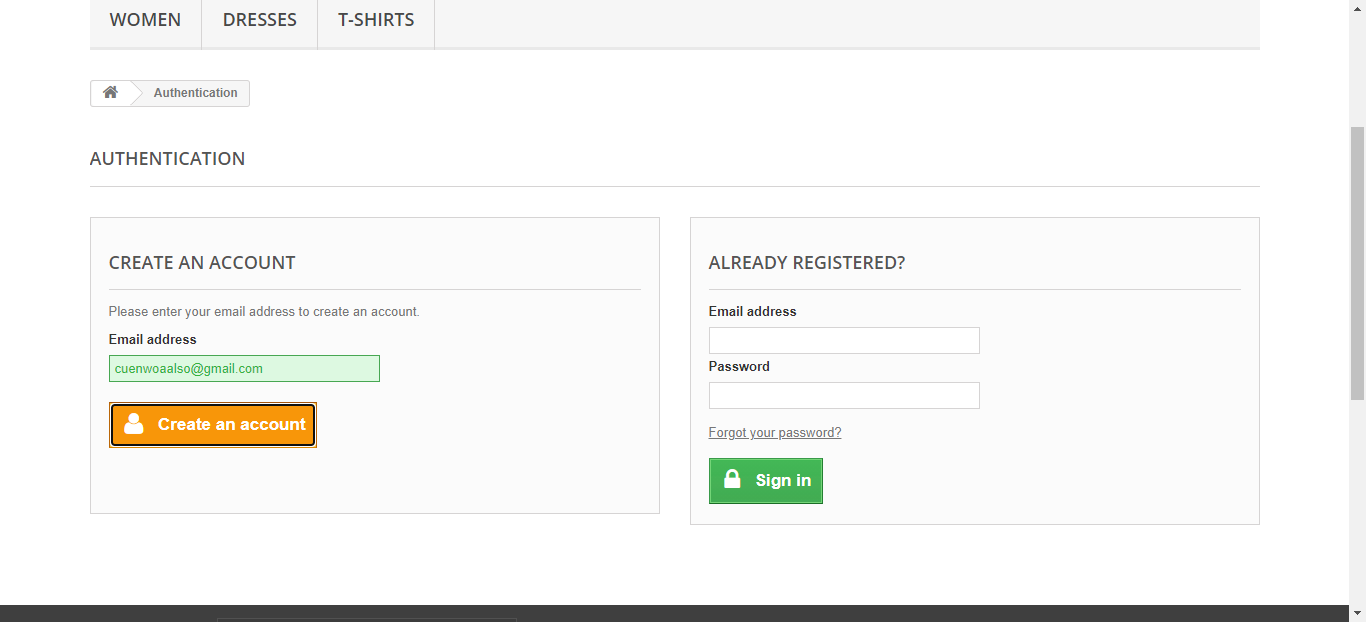 WOMEN DRESSES T-SHIRTS
Authentication
AUTHENTICATION
CREATE AN ACCOUNT
Please enter your email address to create an account.
Email address
cuenwoaalso@gmail.com
Create an account
ALREADY REGISTERED?
Email address
Password
Forgot your password?
Sign in